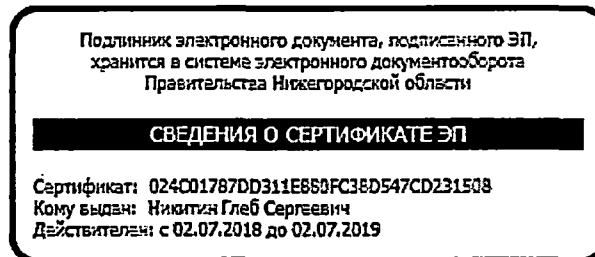 Подлинник электронного документа, подписанного ЭП,
хранится в системе электронного документооборота
Правительства Нижегородской области
СВЕДЕНИЯ О СЕРТИФИКАТЕ ЭП
Сертификат:
Кому выдан: Никитин Глеб Сергеевич
Действителен: с 02.07.2018 до 02.07.2019